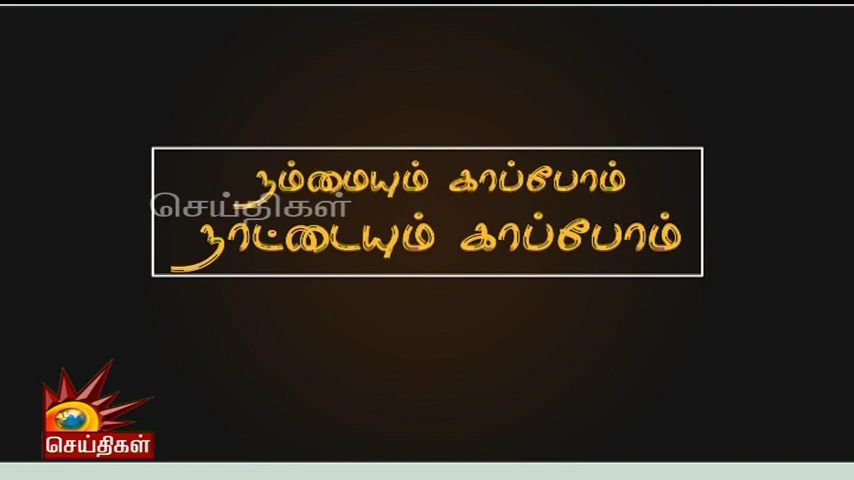 நம்மையும் காப்போம்
செய்திகள்
நாட்டையும் காப்போம்
செய்திகள்